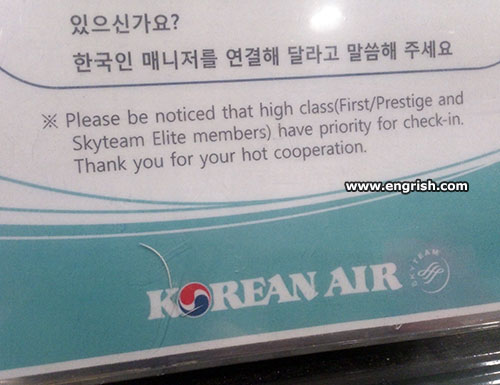 있으신가요?
한국인 매니저를 연결해 달라고 말씀해 주세요
※ Please be noticed that high class(First/Prestige and
Skyteam Elite members) have priority for check-in.
Thank you for your hot cooperation.
www.engrish.com
KOREAN AIR
SKYTEAM